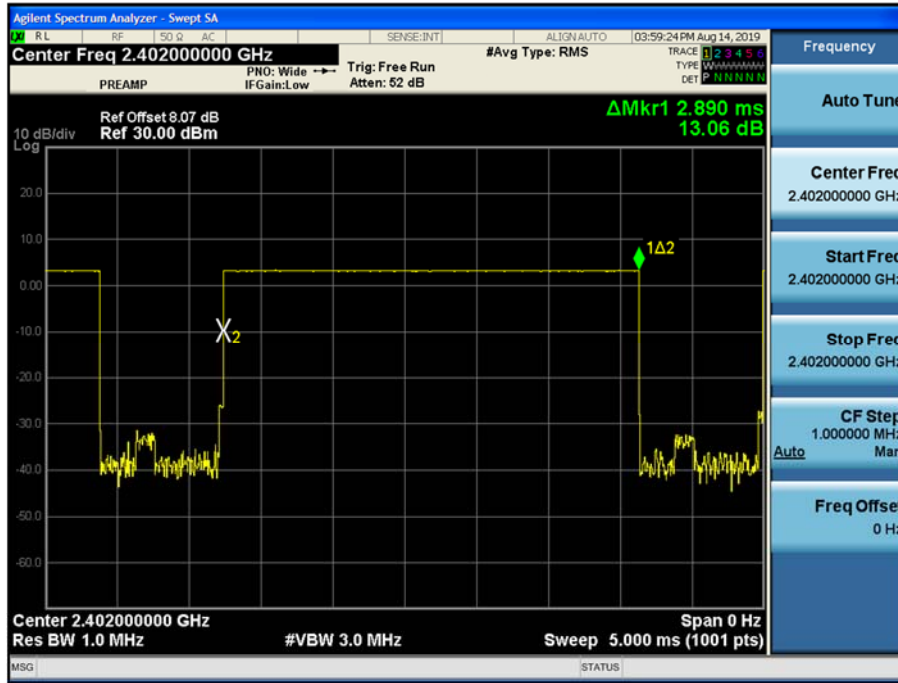 Agilent Spectrum Analyzer - Swept SA
LXI RL RF 50 Ω AC SENSE:INT ALIGN AUTO 03:59:24 PM Aug 14, 2019
Center Freq 2.402000000 GHz #Avg Type: RMS TRACE 1 2 3 4 5 6
PNO: Wide Trig: Free Run TYPE WWWWWW
PREAMP IFGain:Low Atten: 52 dB DET P N N N N N
Frequency
ΔMkr1 2.890 ms
13.06 dB
Ref Offset 8.07 dB
10 dB/div Ref 30.00 dBm
Log
20.0
10.0
0.00
-10.0
-20.0
-30.0
-40.0
-50.0
-60.0
1Δ2
X2
Center 2.402000000 GHz Span 0 Hz
Res BW 1.0 MHz #VBW 3.0 MHz Sweep 5.000 ms (1001 pts)
MSG STATUS
Auto Tune
Center Freq
2.402000000 GHz
Start Freq
2.402000000 GHz
Stop Freq
2.402000000 GHz
CF Step
1.000000 MHz
Auto Man
Freq Offset
0 Hz